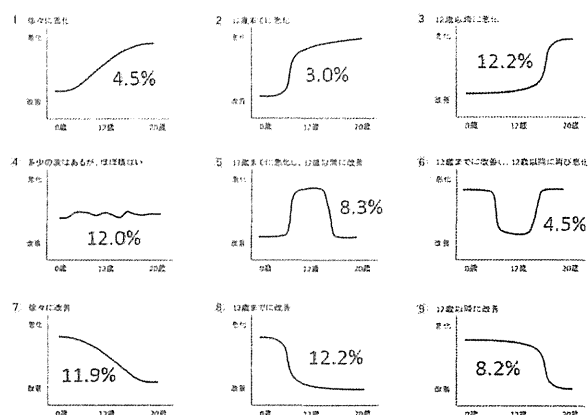 1 徐々に悪化
悪化
4.5%
改善
0歳 12歳 20歳
2 12歳までに悪化
悪化
3.0%
改善
0歳 12歳 20歳
3 12歳以降に悪化
悪化
12.2%
改善
0歳 12歳 20歳
4 多少の波はあるが、ほぼ横ばい
悪化
12.0%
改善
0歳 12歳 20歳
5 12歳までに悪化し、12歳以降に改善
悪化
8.3%
改善
0歳 12歳 20歳
6 12歳までに改善し、12歳以降に再び悪化
悪化
4.5%
改善
0歳 12歳 20歳
7 徐々に改善
悪化
11.9%
改善
0歳 12歳 20歳
8 12歳までに改善
悪化
12.2%
改善
0歳 12歳 20歳
9 12歳以降に改善
悪化
8.2%
改善
0歳 12歳 20歳